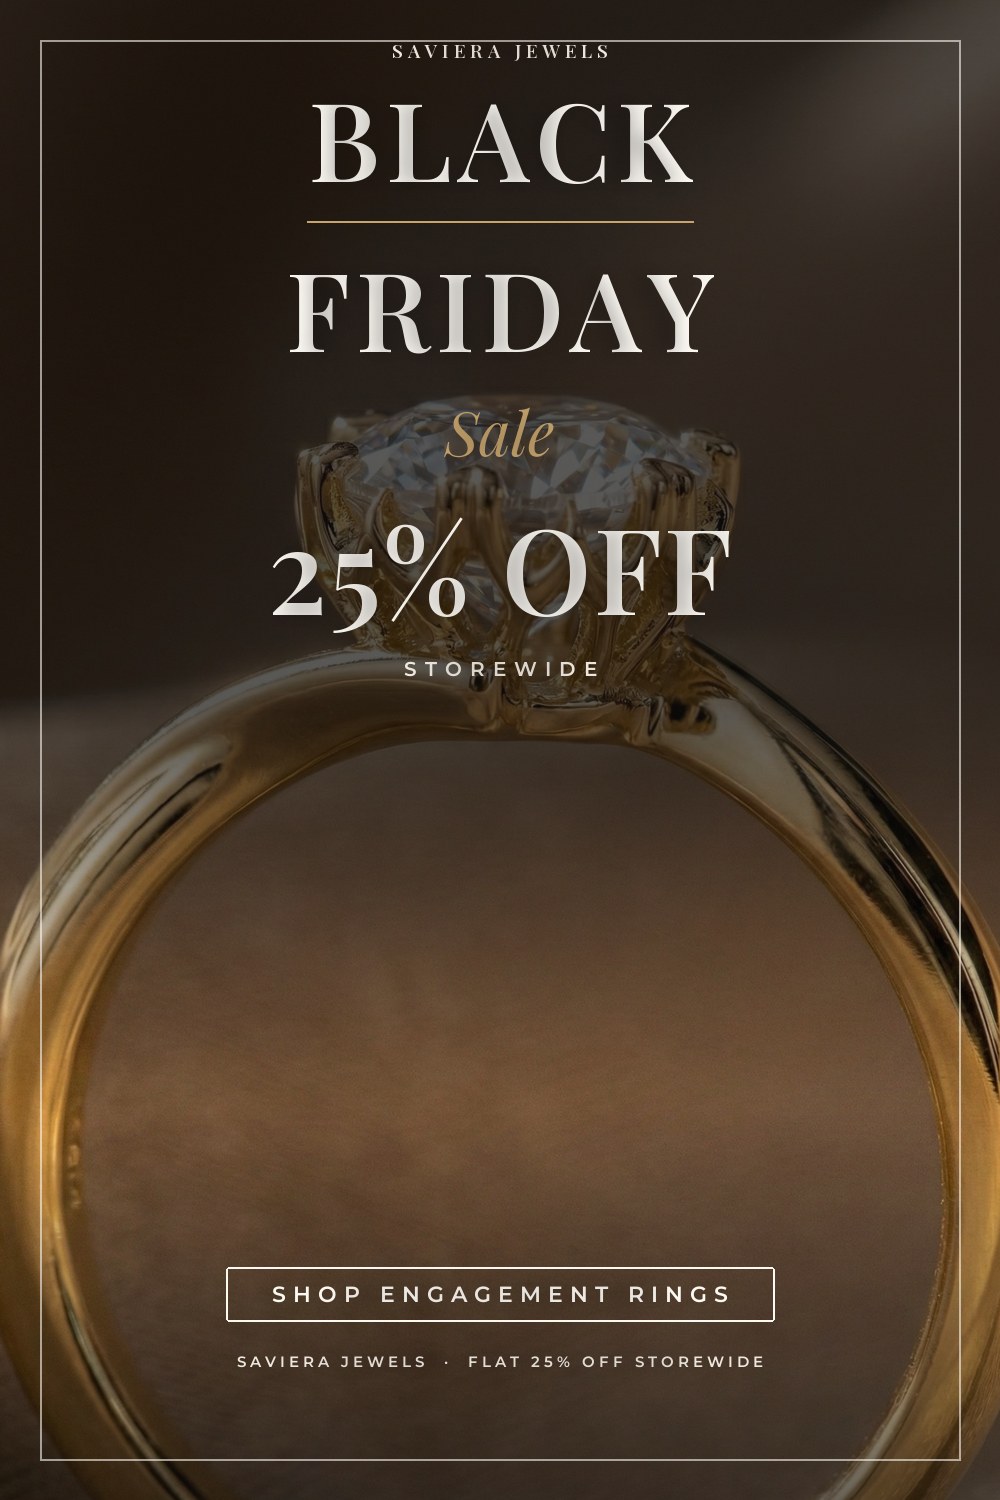 SAVIERA JEWELS
BLACK
FRIDAY
Sale
25% OFF
STOREWIDE
SHOP ENGAGEMENT RINGS
SAVIERA JEWELS · FLAT 25% OFF STOREWIDE